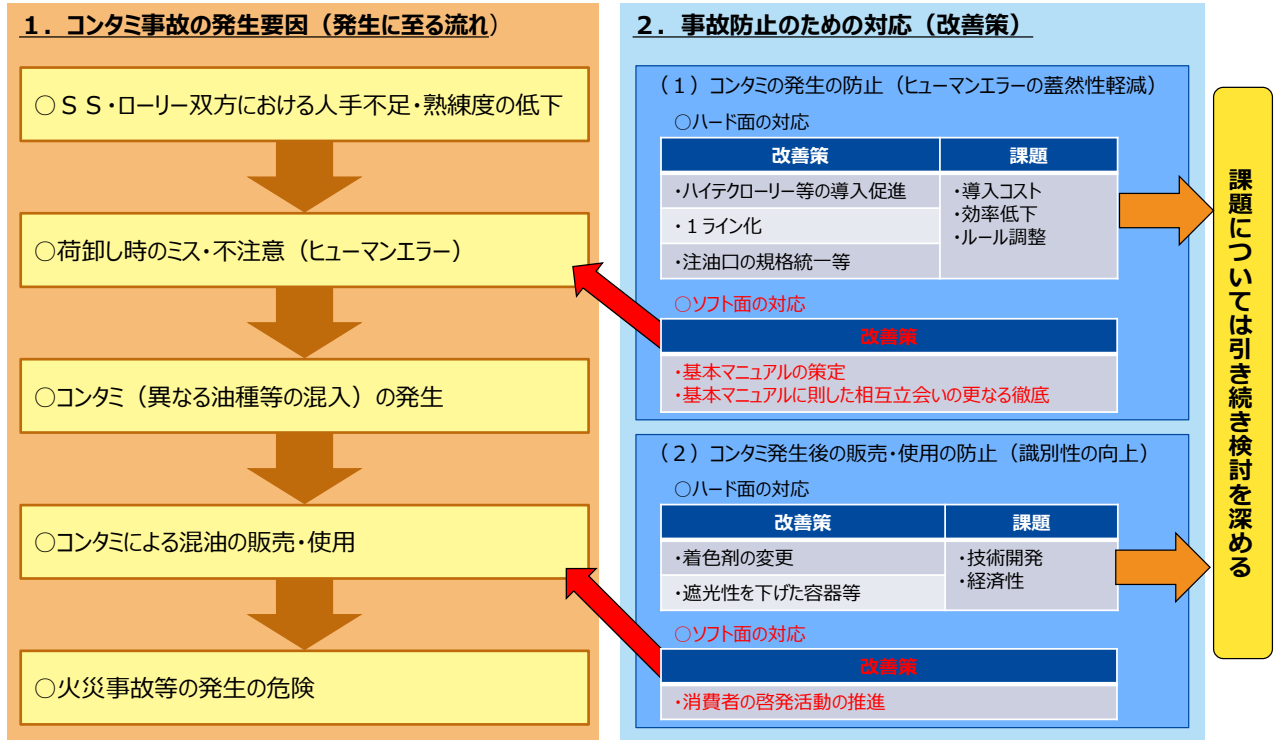 １．コンタミ事故の発生要因（発生に至る流れ）
○ＳＳ・ローリー双方における人手不足・熟練度の低下
○荷卸し時のミス・不注意（ヒューマンエラー）
○コンタミ（異なる油種等の混入）の発生
○コンタミによる混油の販売・使用
○火災事故等の発生の危険
２．事故防止のための対応（改善策）
（１）コンタミの発生の防止（ヒューマンエラーの蓋然性軽減）
○ハード面の対応
改善策 課題
・ハイテクローリー等の導入促進
・１ライン化
・注油口の規格統一等
・導入コスト
・効率低下
・ルール調整
○ソフト面の対応
改善策
・基本マニュアルの策定
・基本マニュアルに則した相互立会いの更なる徹底
（２）コンタミ発生後の販売・使用の防止（識別性の向上）
○ハード面の対応
改善策 課題
・着色剤の変更
・遮光性を下げた容器等
・技術開発
・経済性
○ソフト面の対応
改善策
・消費者の啓発活動の推進
課題については引き続き検討を深める